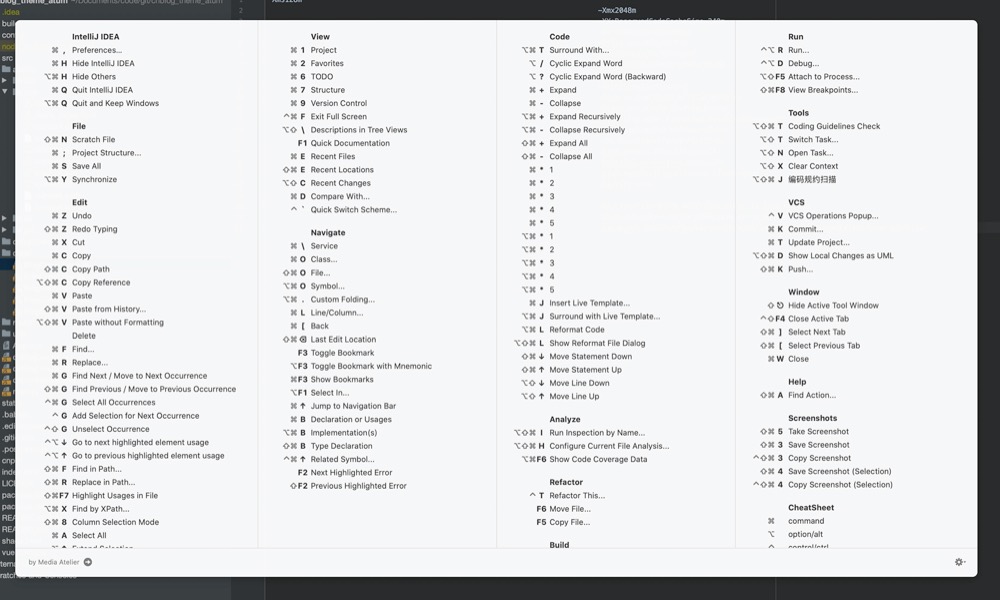 blog_theme_atum ~/Documents/code/git/cn/blog_theme_atum
.idea
2
-Xmx2048m
IntelliJ IDEA
⌘ , Preferences...
⌘ H Hide IntelliJ IDEA
⌥⌘ H Hide Others
⌘ Q Quit IntelliJ IDEA
⌥⌘ Q Quit and Keep Windows
File
⇧⌘ N Scratch File
⌘ ; Project Structure...
⌘ S Save All
⌥⌘ Y Synchronize
Edit
⌘ Z Undo
⇧⌘ Z Redo Typing
⌘ X Cut
⌘ C Copy
⇧⌘ C Copy Path
⌥⇧⌘ C Copy Reference
⌘ V Paste
⇧⌘ V Paste from History...
⌥⇧⌘ V Paste without Formatting
Delete
⌘ F Find...
⌘ R Replace...
⌘ G Find Next / Move to Next Occurrence
⇧⌘ G Find Previous / Move to Previous Occurrence
^⌘ G Select All Occurrences
^ G Add Selection for Next Occurrence
^⇧ G Unselect Occurrence
^⌥ ↓ Go to next highlighted element usage
^⌥ ↑ Go to previous highlighted element usage
⇧⌘ F Find in Path...
⇧⌘ R Replace in Path...
⇧⌘F7 Highlight Usages in File
⌥⌘ X Find by XPath...
⇧⌘ 8 Column Selection Mode
⌘ A Select All
View
⌘ 1 Project
⌘ 2 Favorites
⌘ 6 TODO
⌘ 7 Structure
⌘ 9 Version Control
^⌘ F Exit Full Screen
⌥⇧ \ Descriptions in Tree Views
F1 Quick Documentation
⌘ E Recent Files
⇧⌘ E Recent Locations
⌥⇧ C Recent Changes
⌘ D Compare With...
^ ` Quick Switch Scheme...
Navigate
⌘ \ Service
⌘ O Class...
⇧⌘ O File...
⌥⌘ O Symbol...
⌥⌘ . Custom Folding...
⌘ L Line/Column...
⌘ [ Back
⇧⌘ ⌫ Last Edit Location
F3 Toggle Bookmark
⌥F3 Toggle Bookmark with Mnemonic
⌘F3 Show Bookmarks
⌥F1 Select In...
⌘ ↑ Jump to Navigation Bar
⌘ B Declaration or Usages
⌥⌘ B Implementation(s)
⇧⌘ B Type Declaration
^⌘ ↑ Related Symbol...
F2 Next Highlighted Error
⇧F2 Previous Highlighted Error
Code
⌥⌘ T Surround With...
⌥ / Cyclic Expand Word
⌥ ? Cyclic Expand Word (Backward)
⌘ + Expand
⌘ - Collapse
⌥⌘ + Expand Recursively
⌥⌘ - Collapse Recursively
⇧⌘ + Expand All
⇧⌘ - Collapse All
⌘ * 1
⌘ * 2
⌘ * 3
⌘ * 4
⌘ * 5
⌥⌘ * 1
⌥⌘ * 2
⌥⌘ * 3
⌥⌘ * 4
⌥⌘ * 5
⌘ J Insert Live Template...
⌥⌘ J Surround with Live Template...
⌥⌘ L Reformat Code
⌥⇧⌘ L Show Reformat File Dialog
⇧⌘ ↓ Move Statement Down
⇧⌘ ↑ Move Statement Up
⌥⇧ ↓ Move Line Down
⌥⇧ ↑ Move Line Up
Analyze
⌥⇧⌘ I Run Inspection by Name...
⌥⇧⌘ H Configure Current File Analysis...
⌥⌘F6 Show Code Coverage Data
Refactor
^ T Refactor This...
F6 Move File...
F5 Copy File...
Build
Run
^⌥ R Run...
^⌥ D Debug...
⌥⇧F5 Attach to Process...
⇧⌘F8 View Breakpoints...
Tools
⌥⇧⌘ T Coding Guidelines Check
⌥⇧ T Switch Task...
⌥⇧ N Open Task...
⌥⇧ X Clear Context
⌥⇧⌘ J 编码规约扫描
VCS
^ V VCS Operations Popup...
⌘ K Commit...
⌘ T Update Project...
⌥⇧⌘ D Show Local Changes as UML
⇧⌘ K Push...
Window
⇧ ⎋ Hide Active Tool Window
^⇧F4 Close Active Tab
⇧⌘ ] Select Next Tab
⇧⌘ [ Select Previous Tab
⌘ W Close
Help
⇧⌘ A Find Action...
Screenshots
⇧⌘ 5 Take Screenshot
⇧⌘ 3 Save Screenshot
^⇧⌘ 3 Copy Screenshot
⇧⌘ 4 Save Screenshot (Selection)
^⇧⌘ 4 Copy Screenshot (Selection)
CheatSheet
⌘ command
⌥ option/alt
by Media Atelier